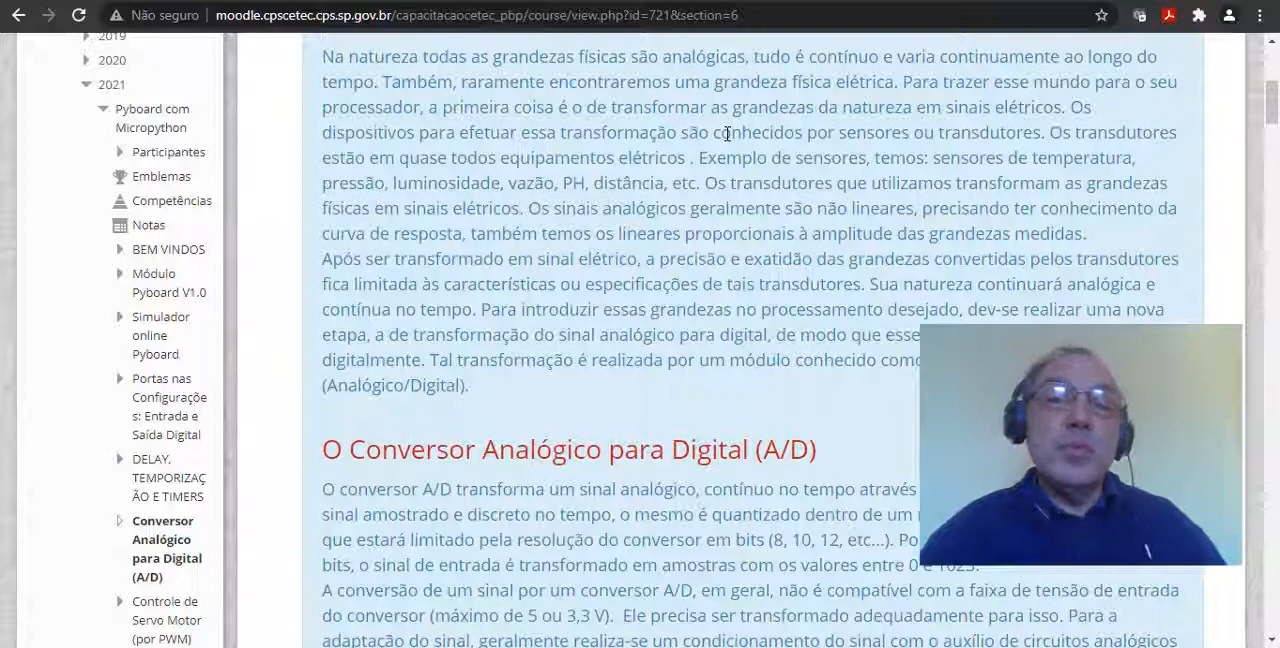 Não seguro
moodle.cpscetec.cps.sp.gov.br/capacitacaocetec_pbp/course/view.php?id=721&section=6
2019
2020
2021
Pyboard com
Micropython
Participantes
Emblemas
Competências
Notas
BEM VINDOS
Módulo
Pyboard V1.0
Simulador
online
Pyboard
Portas nas
Configuraçõe
s: Entrada e
Saída Digital
DELAY,
TEMPORIZAÇ
ÃO E TIMERS
Conversor
Analógico
para Digital
(A/D)
Controle de
Servo Motor
(por PWM)
Na natureza todas as grandezas físicas são analógicas, tudo é contínuo e varia continuamente ao longo do
tempo. Também, raramente encontraremos uma grandeza física elétrica. Para trazer esse mundo para o seu
processador, a primeira coisa é o de transformar as grandezas da natureza em sinais elétricos. Os
dispositivos para efetuar essa transformação são conhecidos por sensores ou transdutores. Os transdutores
estão em quase todos equipamentos elétricos . Exemplo de sensores, temos: sensores de temperatura,
pressão, luminosidade, vazão, PH, distância, etc. Os transdutores que utilizamos transformam as grandezas
físicas em sinais elétricos. Os sinais analógicos geralmente são não lineares, precisando ter conhecimento da
curva de resposta, também temos os lineares proporcionais à amplitude das grandezas medidas.
Após ser transformado em sinal elétrico, a precisão e exatidão das grandezas convertidas pelos transdutores
fica limitada às características ou especificações de tais transdutores. Sua natureza continuará analógica e
contínua no tempo. Para introduzir essas grandezas no processamento desejado, dev-se realizar uma nova
etapa, a de transformação do sinal analógico para digital, de modo que esse
digitalmente. Tal transformação é realizada por um módulo conhecido como
(Analógico/Digital).
O Conversor Analógico para Digital (A/D)
O conversor A/D transforma um sinal analógico, contínuo no tempo através
sinal amostrado e discreto no tempo, o mesmo é quantizado dentro de um
que estará limitado pela resolução do conversor em bits (8, 10, 12, etc...). Po
bits, o sinal de entrada é transformado em amostras com os valores entre 0 e 1023.
A conversão de um sinal por um conversor A/D, em geral, não é compatível com a faixa de tensão de entrada
do conversor (máximo de 5 ou 3,3 V). Ele precisa ser transformado adequadamente para isso. Para a
adaptação do sinal, geralmente realiza-se um condicionamento do sinal com o auxílio de circuitos analógicos